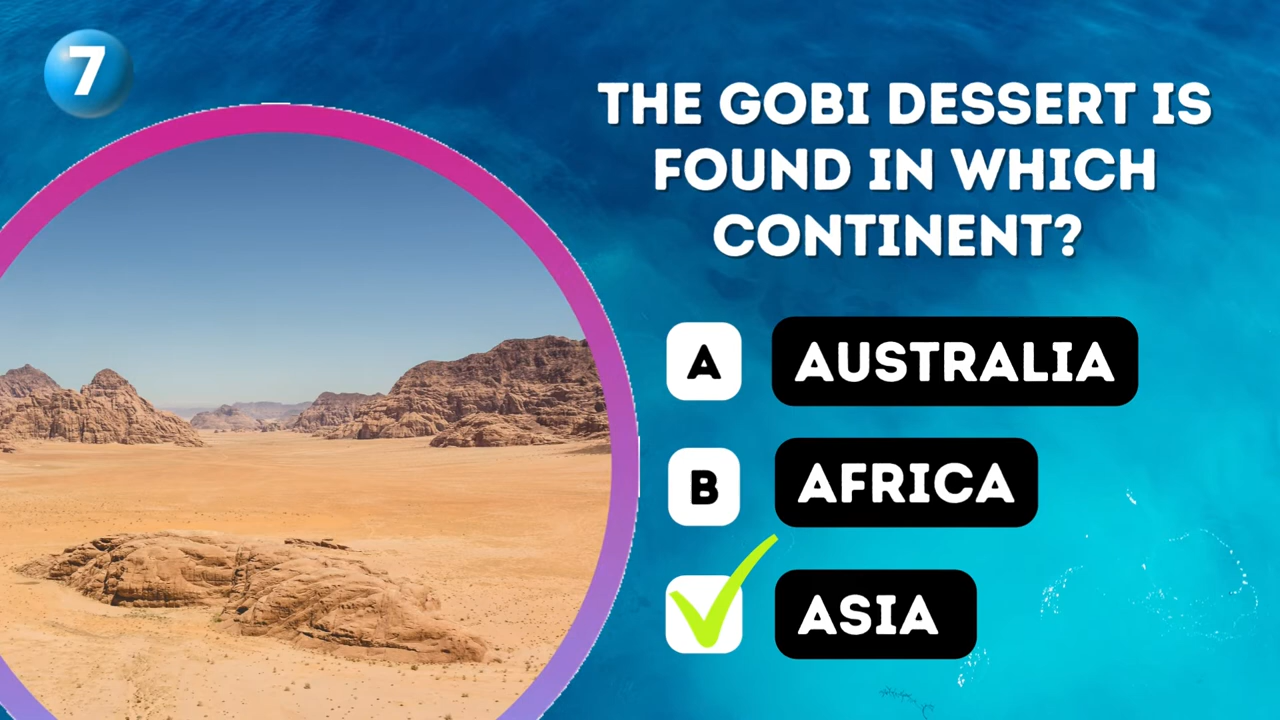 7
THE GOBI DESSERT IS
FOUND IN WHICH
CONTINENT?
A AUSTRALIA
B AFRICA
ASIA